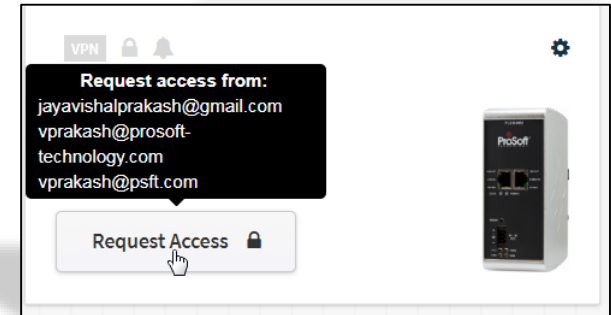 VPN
Request access from:
jayavishalprakash@gmail.com
vprakash@prosoft-
technology.com
vprakash@psft.com
ProSoft
Request Access